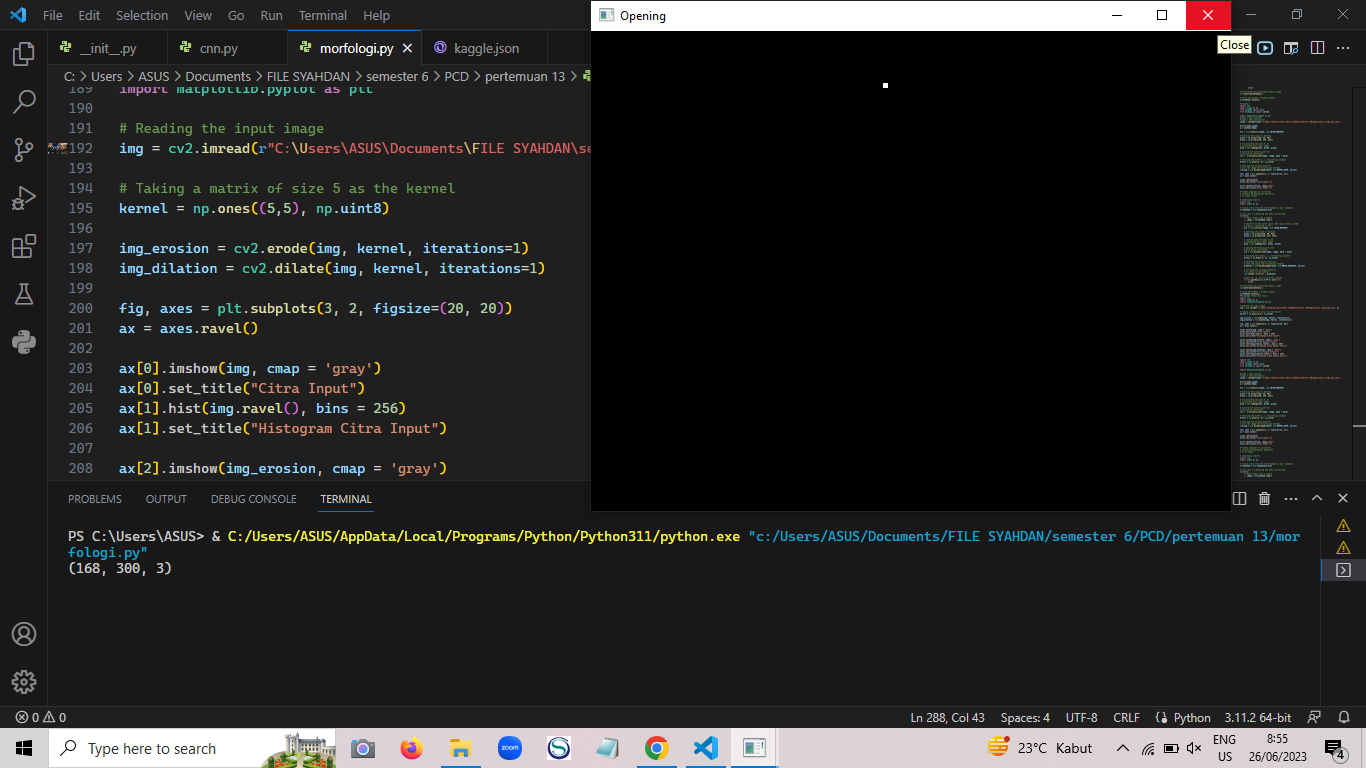 File Edit Selection View Go Run Terminal Help
Opening
Close
__init__.py cnn.py morfologi.py kaggle.json
C: > Users > ASUS > Documents > FILE SYAHDAN > semester 6 > PCD > pertemuan 13 >
189 import matplotlib.pyplot as plt
190
191 # Reading the input image
192 img = cv2.imread(r"C:\Users\ASUS\Documents\FILE SYAHDAN\se
193
194 # Taking a matrix of size 5 as the kernel
195 kernel = np.ones((5,5), np.uint8)
196
197 img_erosion = cv2.erode(img, kernel, iterations=1)
198 img_dilation = cv2.dilate(img, kernel, iterations=1)
199
200 fig, axes = plt.subplots(3, 2, figsize=(20, 20))
201 ax = axes.ravel()
202
203 ax[0].imshow(img, cmap = 'gray')
204 ax[0].set_title("Citra Input")
205 ax[1].hist(img.ravel(), bins = 256)
206 ax[1].set_title("Histogram Citra Input")
207
208 ax[2].imshow(img_erosion, cmap = 'gray')
PROBLEMS OUTPUT DEBUG CONSOLE TERMINAL
PS C:\Users\ASUS> & C:/Users/ASUS/AppData/Local/Programs/Python/Python311/python.exe "c:/Users/ASUS/Documents/FILE SYAHDAN/semester 6/PCD/pertemuan 13/mor
fologi.py"
(168, 300, 3)
0 0 Ln 288, Col 43 Spaces: 4 UTF-8 CRLF Python 3.11.2 64-bit
Type here to search zoom 23°C Kabut ENG US 8:55 26/06/2023 4